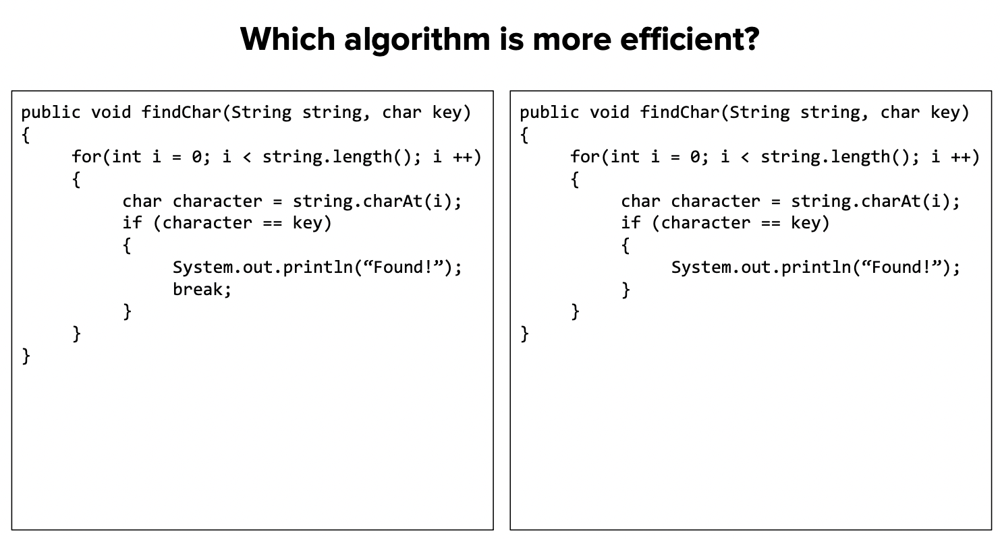 Which algorithm is more efficient?
public void findChar(String string, char key)
{
for(int i = 0; i < string.length(); i ++)
{
char character = string.charAt(i);
if (character == key)
{
System.out.println(“Found!”);
break;
}
}
}
public void findChar(String string, char key)
{
for(int i = 0; i < string.length(); i ++)
{
char character = string.charAt(i);
if (character == key)
{
System.out.println(“Found!”);
}
}
}